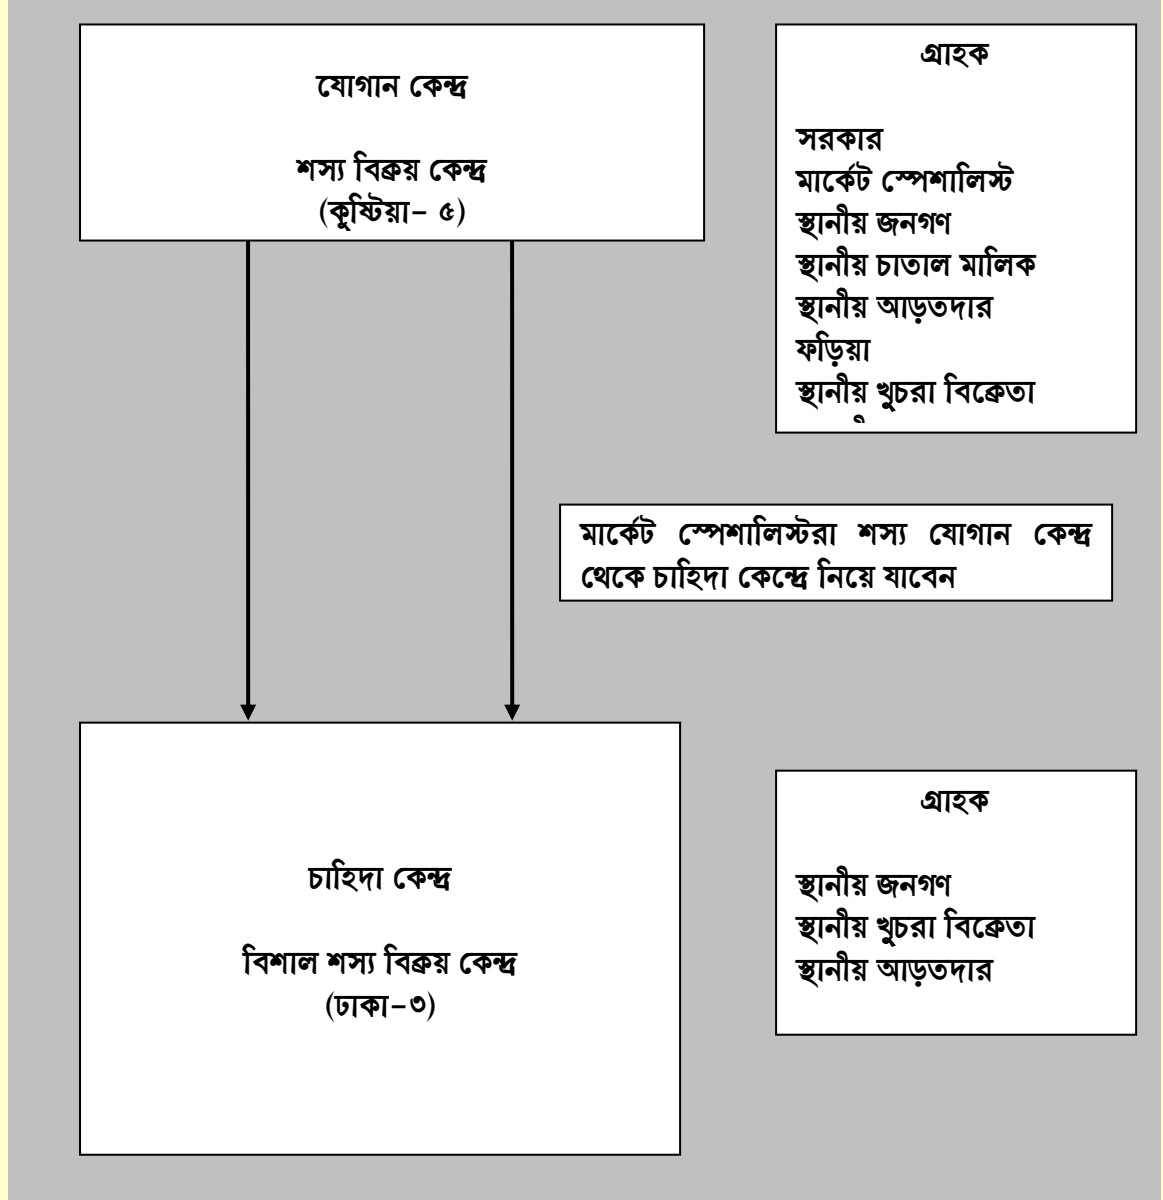 যোগান কেন্দ্র
শস্য বিক্রয় কেন্দ্র
(কুষ্টিয়া- ৫)
গ্রাহক
সরকার
মার্কেট স্পেশালিস্ট
স্থানীয় জনগণ
স্থানীয় চাতাল মালিক
স্থানীয় আড়তদার
ফড়িয়া
স্থানীয় খুচরা বিক্রেতা
মার্কেট স্পেশালিস্টরা শস্য যোগান কেন্দ্র
থেকে চাহিদা কেন্দ্রে নিয়ে যাবেন
চাহিদা কেন্দ্র
বিশাল শস্য বিক্রয় কেন্দ্র
(ঢাকা-৩)
গ্রাহক
স্থানীয় জনগণ
স্থানীয় খুচরা বিক্রেতা
স্থানীয় আড়তদার